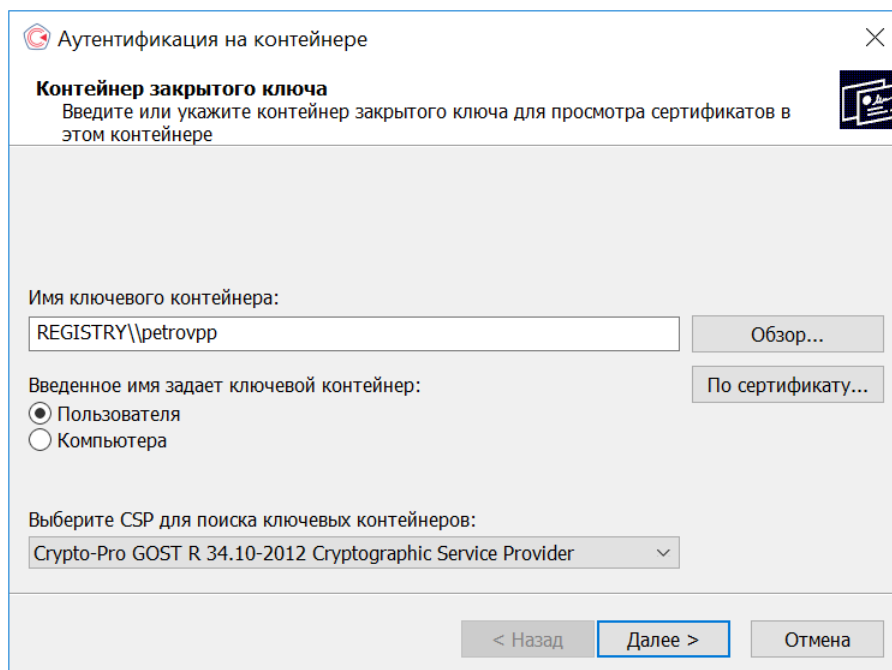 Аутентификация на контейнере
Контейнер закрытого ключа
Введите или укажите контейнер закрытого ключа для просмотра сертификатов в
этом контейнере
Имя ключевого контейнера:
REGISTRY\\petrovpp
Обзор...
Введенное имя задает ключевой контейнер:
По сертификату...
Пользователя
Компьютера
Выберите CSP для поиска ключевых контейнеров:
Crypto-Pro GOST R 34.10-2012 Cryptographic Service Provider
< Назад
Далее >
Отмена